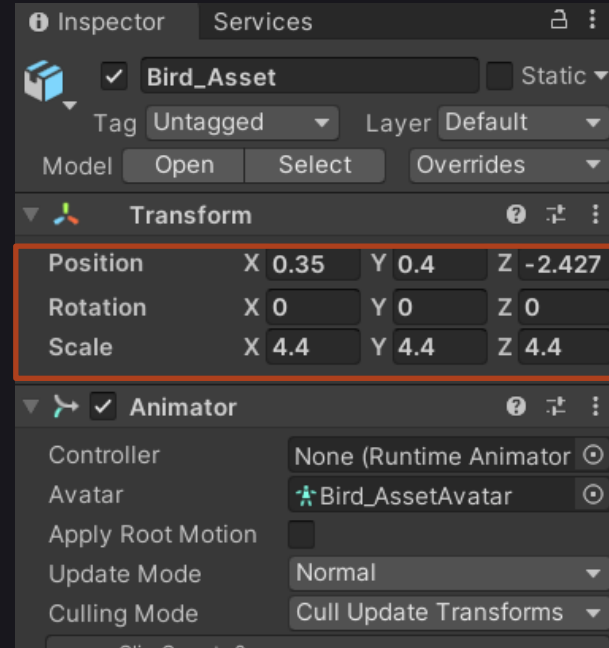 Inspector Services
Bird_Asset Static
Tag Untagged Layer Default
Model Open Select Overrides
Transform
Position X 0.35 Y 0.4 Z -2.427
Rotation X 0 Y 0 Z 0
Scale X 4.4 Y 4.4 Z 4.4
Animator
Controller None (Runtime Animator
Avatar Bird_AssetAvatar
Apply Root Motion
Update Mode Normal
Culling Mode Cull Update Transforms